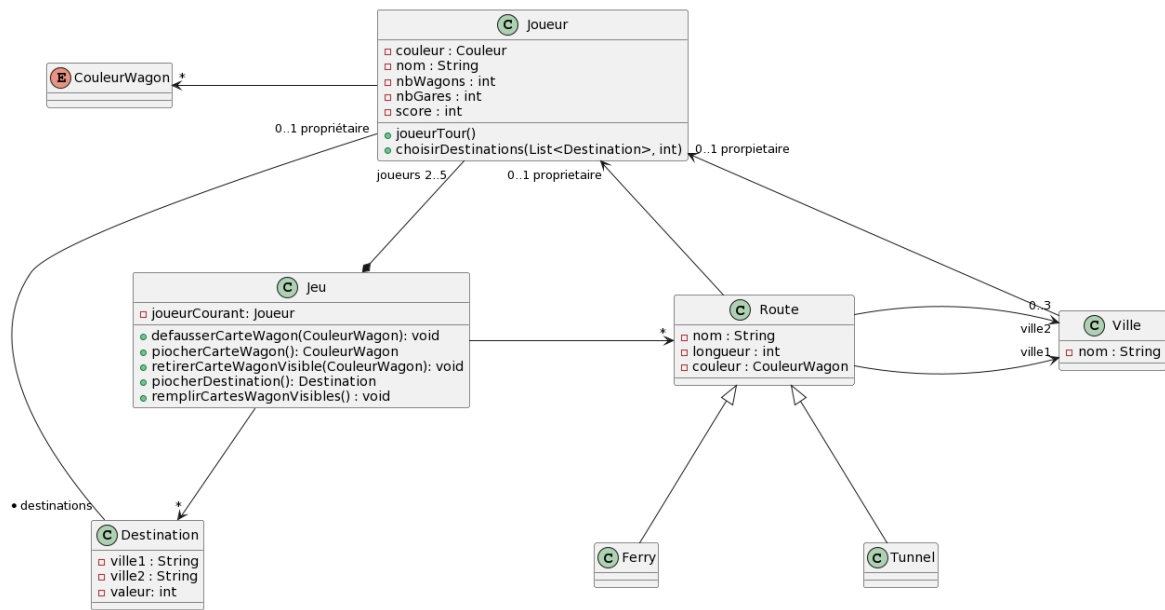 C Joueur
couleur : Couleur
nom : String
nbWagons : int
nbGares : int
score : int
joueurTour()
choisirDestinations(List<Destination>, int)
E CouleurWagon
*
0..1 propriétaire
joueurs 2..5
0..1 proprietaire
0..1 prorpietaire
C Jeu
joueurCourant: Joueur
defausserCarteWagon(CouleurWagon): void
piocherCarteWagon(): CouleurWagon
retirerCarteWagonVisible(CouleurWagon): void
piocherDestination(): Destination
remplirCartesWagonVisibles() : void
*
C Route
nom : String
longueur : int
couleur : CouleurWagon
0..3
ville2
ville1
C Ville
nom : String
• destinations
*
C Destination
ville1 : String
ville2 : String
valeur: int
C Ferry
C Tunnel